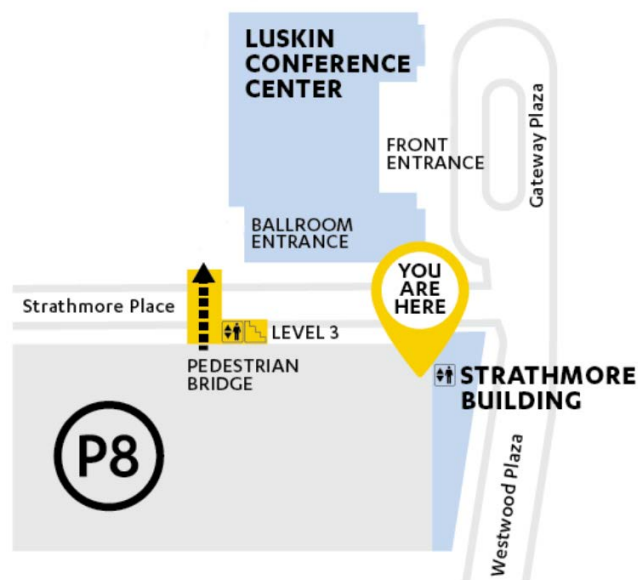 LUSKIN
CONFERENCE
CENTER
FRONT
ENTRANCE
Gateway Plaza
BALLROOM
ENTRANCE
YOU
ARE
HERE
Strathmore Place
LEVEL 3
PEDESTRIAN
BRIDGE
STRATHMORE
BUILDING
P8
Westwood Plaza